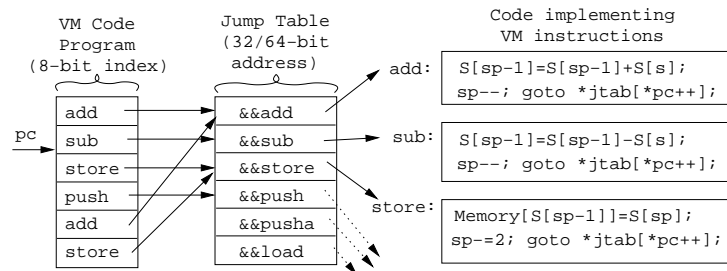 VM Code
Program
(8-bit index)
Jump Table
(32/64-bit
address)
Code implementing
VM instructions
pc
add
sub
store
push
add
store
&&add
&&sub
&&store
&&push
&&pusha
&&load
add:
S[sp-1]=S[sp-1]+S[s];
sp--; goto *jtab[*pc++];
sub:
S[sp-1]=S[sp-1]-S[s];
sp--; goto *jtab[*pc++];
store:
Memory[S[sp-1]]=S[sp];
sp-=2; goto *jtab[*pc++];